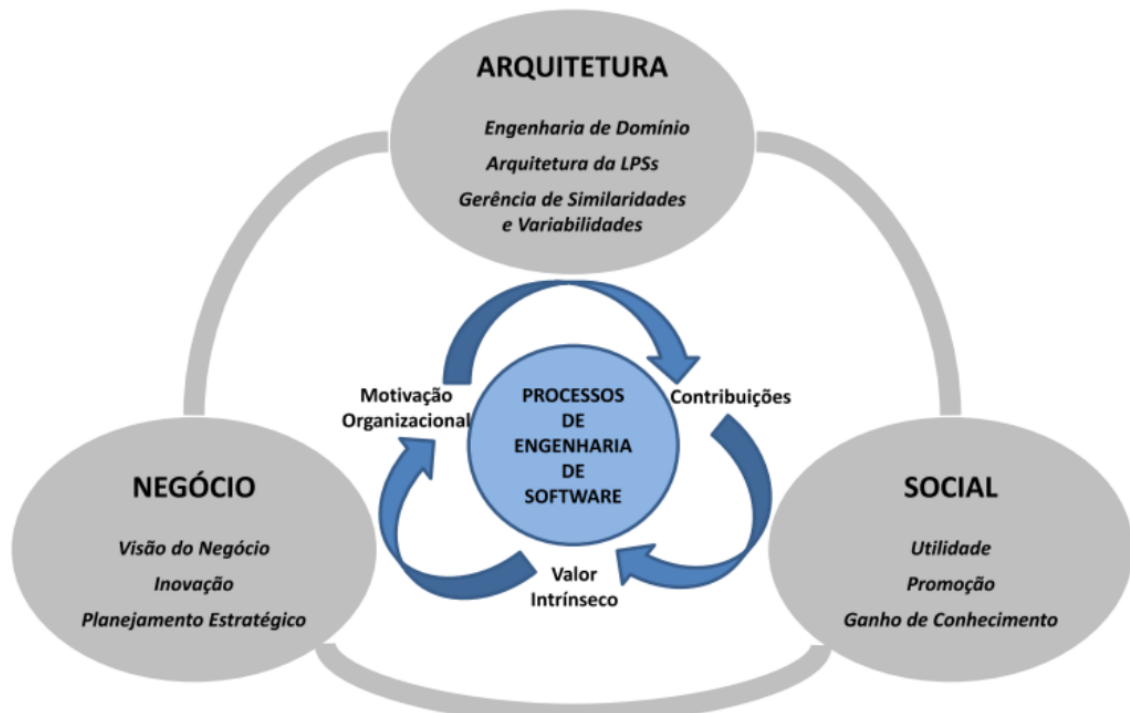 ARQUITETURA
Engenharia de Domínio
Arquitetura da LPSs
Gerência de Similaridades
e Variabilidades
Motivação
Organizacional
PROCESSOS
DE
ENGENHARIA
DE
SOFTWARE
Contribuições
Valor
Intrínseco
NEGÓCIO
Visão do Negócio
Inovação
Planejamento Estratégico
SOCIAL
Utilidade
Promoção
Ganho de Conhecimento